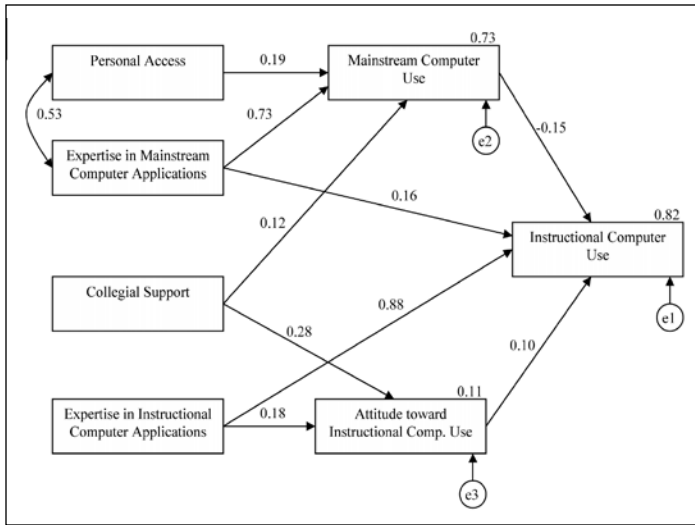 0.73
Personal Access
0.19
Mainstream Computer
Use
0.53
0.73
e2
-0.15
Expertise in Mainstream
Computer Applications
0.16
0.82
Instructional Computer
Use
0.12
Collegial Support
0.88
e1
0.28
0.10
0.11
Expertise in Instructional
Computer Applications
0.18
Attitude toward
Instructional Comp. Use
e3